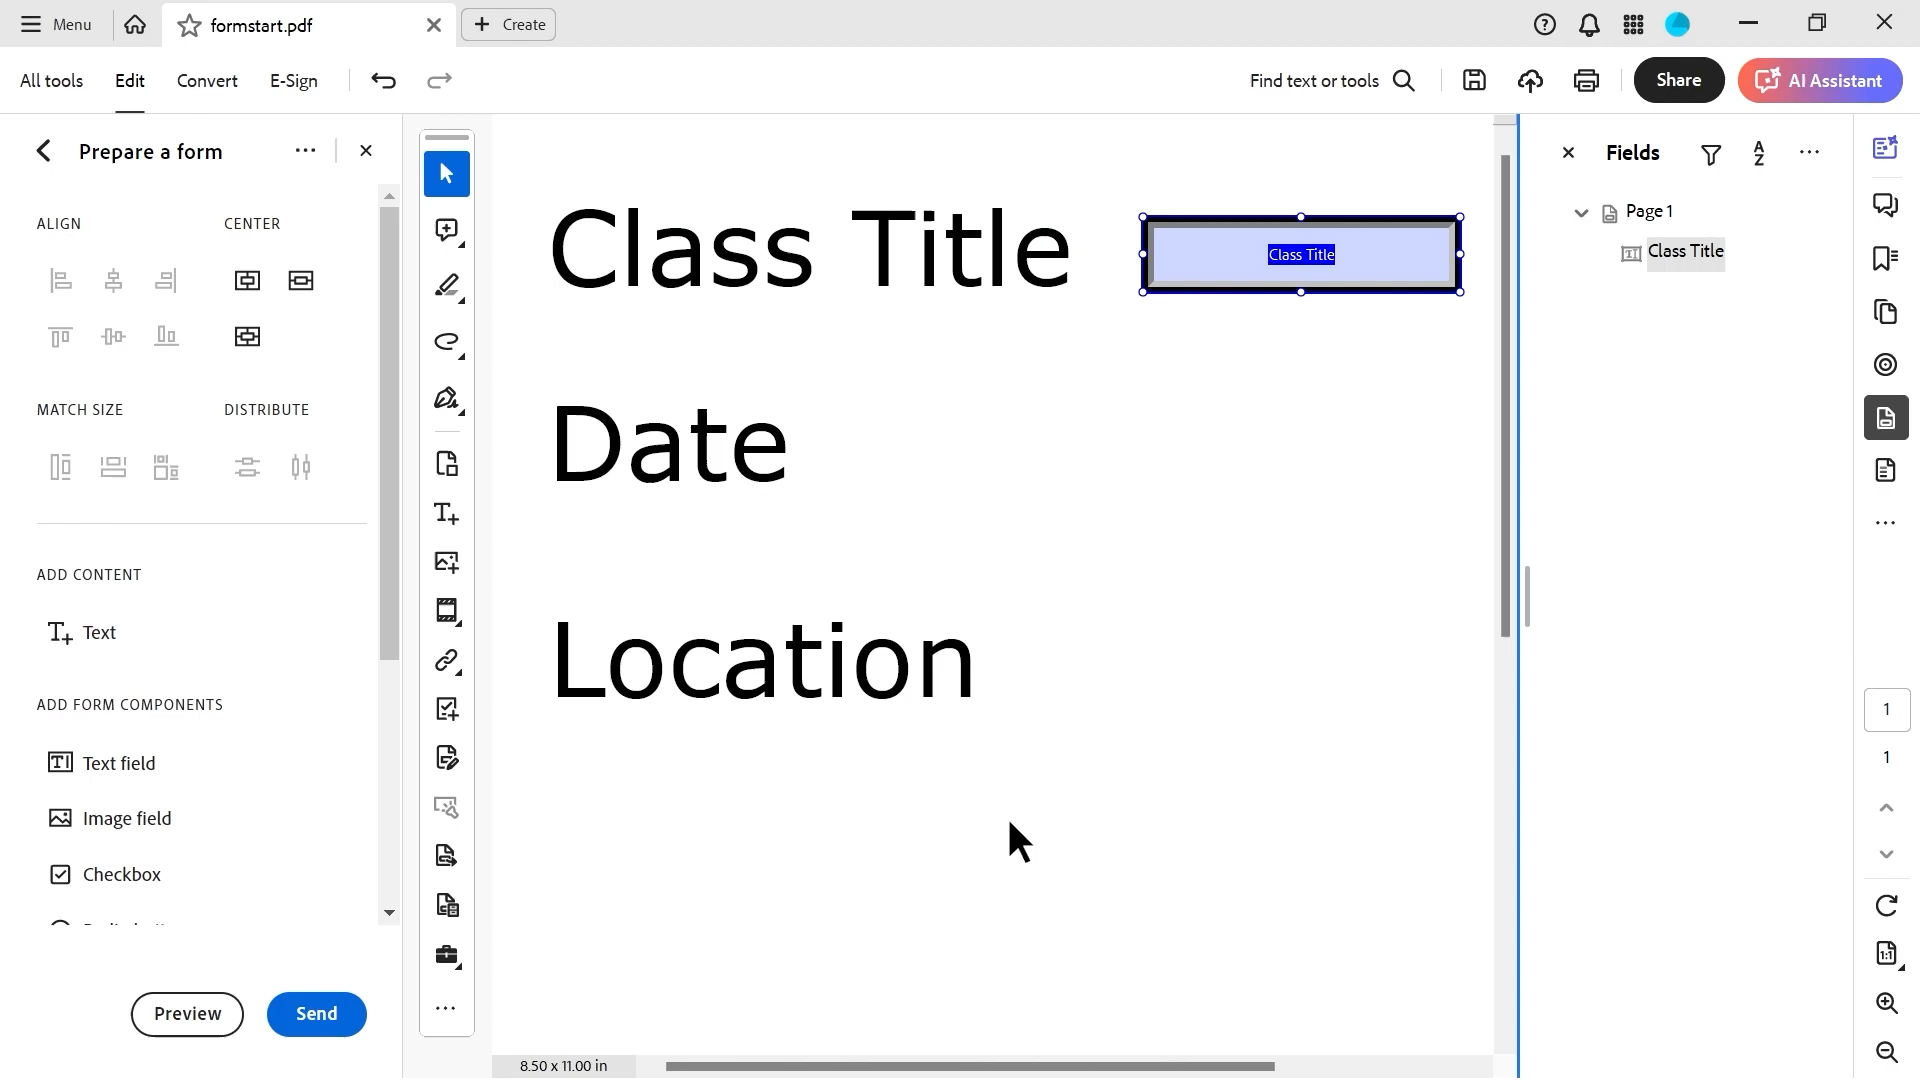 Menu
formstart.pdf
Create
All tools
Edit
Convert
E-Sign
Find text or tools
Share
AI Assistant
Prepare a form
ALIGN
CENTER
MATCH SIZE
DISTRIBUTE
ADD CONTENT
Text
ADD FORM COMPONENTS
Text field
Image field
Checkbox
Preview
Send
Class Title
Class Title
Date
Location
8.50 x 11.00 in
Fields
Page 1
Class Title
1
1